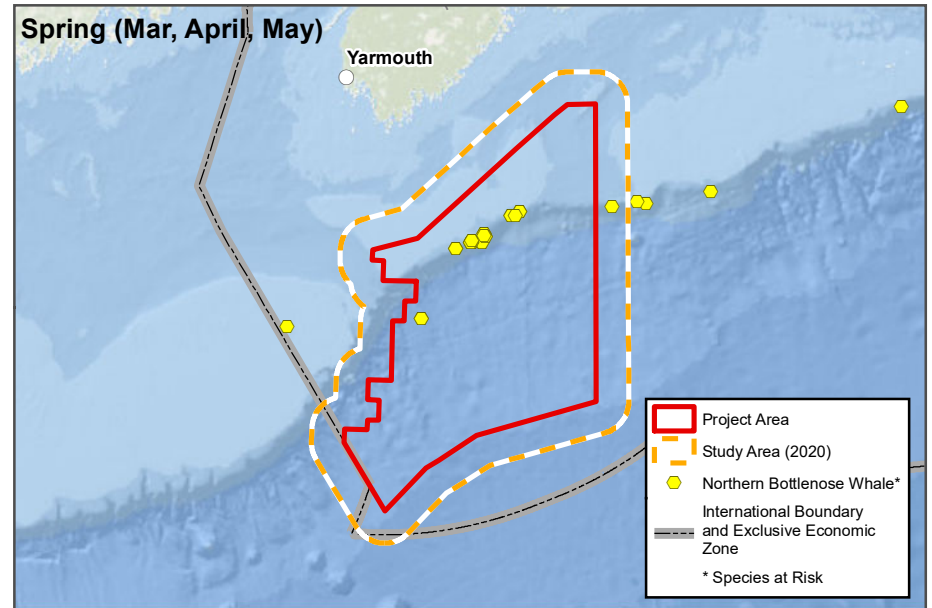 Spring (Mar, April, May)
Yarmouth
Project Area
Study Area (2020)
Northern Bottlenose Whale*
International Boundary
and Exclusive Economic
Zone
* Species at Risk